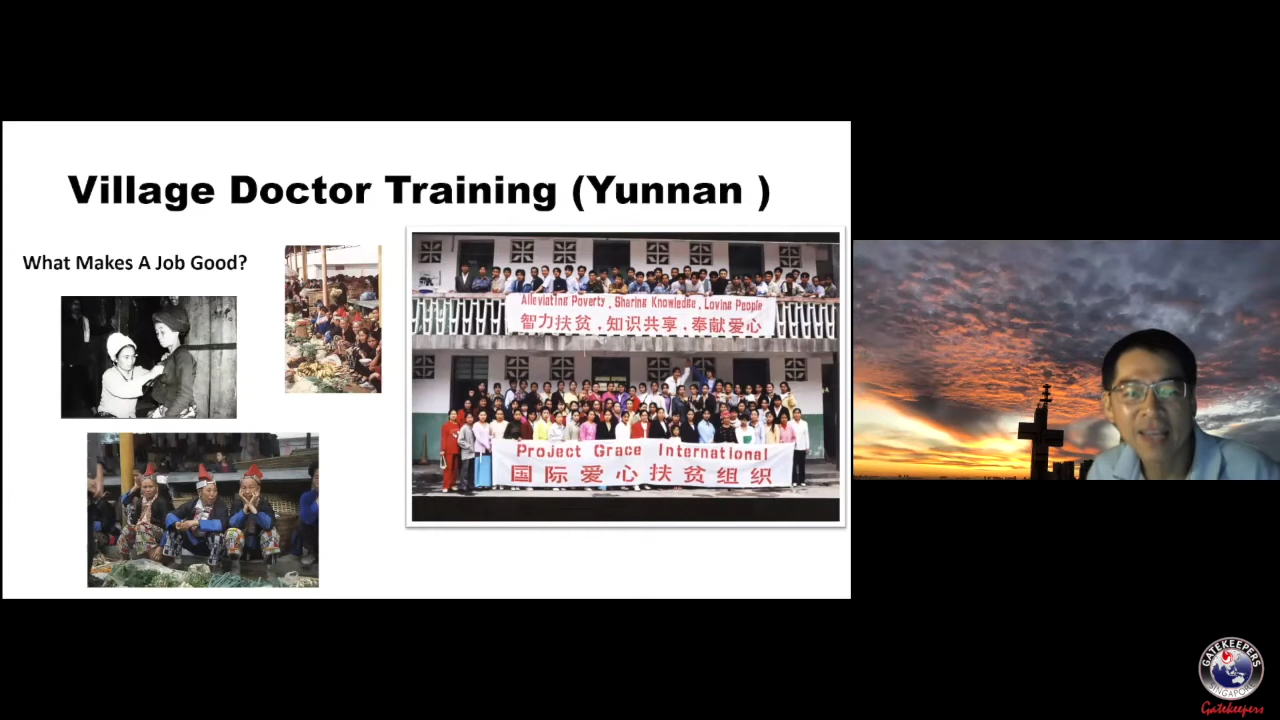 Village Doctor Training (Yunnan )
What Makes A Job Good?
Alleviating Poverty . Sharing Knowledge . Loving People
智力扶贫 . 知识共享 . 奉献爱心
ProJect Grace International
国际爱心扶贫组织
GATEKEEPERS
SINGAPORE
Gatekeepers